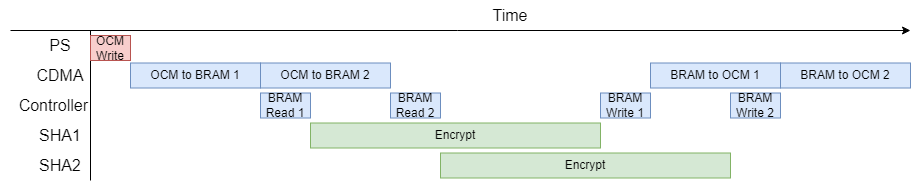 Time
PS
OCM
Write
CDMA
OCM to BRAM 1
OCM to BRAM 2
BRAM to OCM 1
BRAM to OCM 2
Controller
BRAM
Read 1
BRAM
Read 2
BRAM
Write 1
BRAM
Write 2
SHA1
Encrypt
SHA2
Encrypt